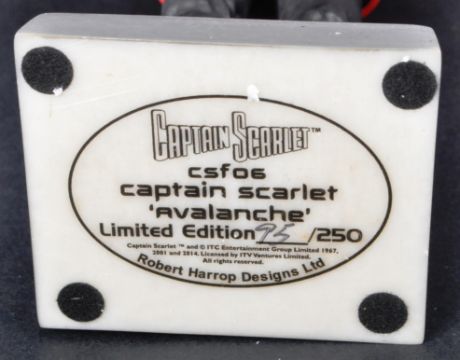 CAPTAIN SCARLET™
CSF06
captain scarlet
'Avalanche'
Limited Edition 95/250
Captain Scarlet ™ and © ITC Entertainment Group Limited 1967,
2001 and 2014. Licensed by ITV Ventures Limited.
All rights reserved.
Robert Harrop Designs Ltd